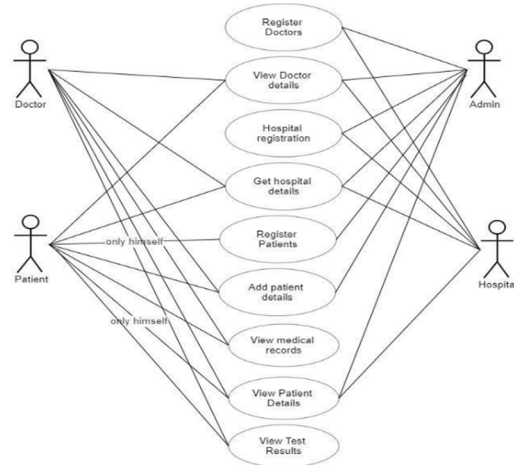 Register
Doctors
Doctor
View Doctor
details
Admin
Hospital
registration
Get hospital
details
Patient
only himself
Register
Patients
Hospital
Add patient
details
only himself
View medical
records
View Patient
Details
View Test
Results